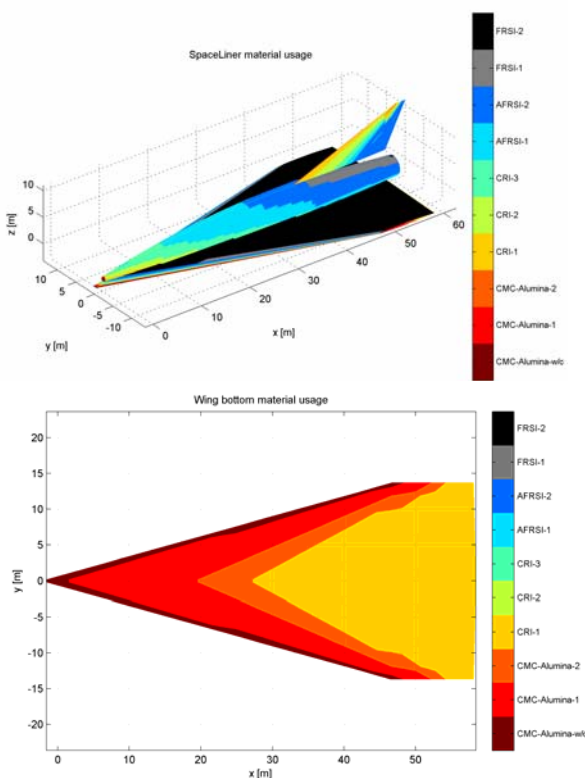 SpaceLiner material usage
FRSI-2
FRSI-1
AFRSI-2
AFRSI-1
CRI-3
CRI-2
CRI-1
CMC-Alumina-2
CMC-Alumina-1
CMC-Alumina-w/c
10
5
0
z [m]
10
5
0
-5
-10
y [m]
0
10
20
30
40
50
60
x [m]
Wing bottom material usage
20
15
10
5
0
-5
-10
-15
-20
y [m]
0
10
20
30
40
50
x [m]
FRSI-2
FRSI-1
AFRSI-2
AFRSI-1
CRI-3
CRI-2
CRI-1
CMC-Alumina-2
CMC-Alumina-1
CMC-Alumina-w/c